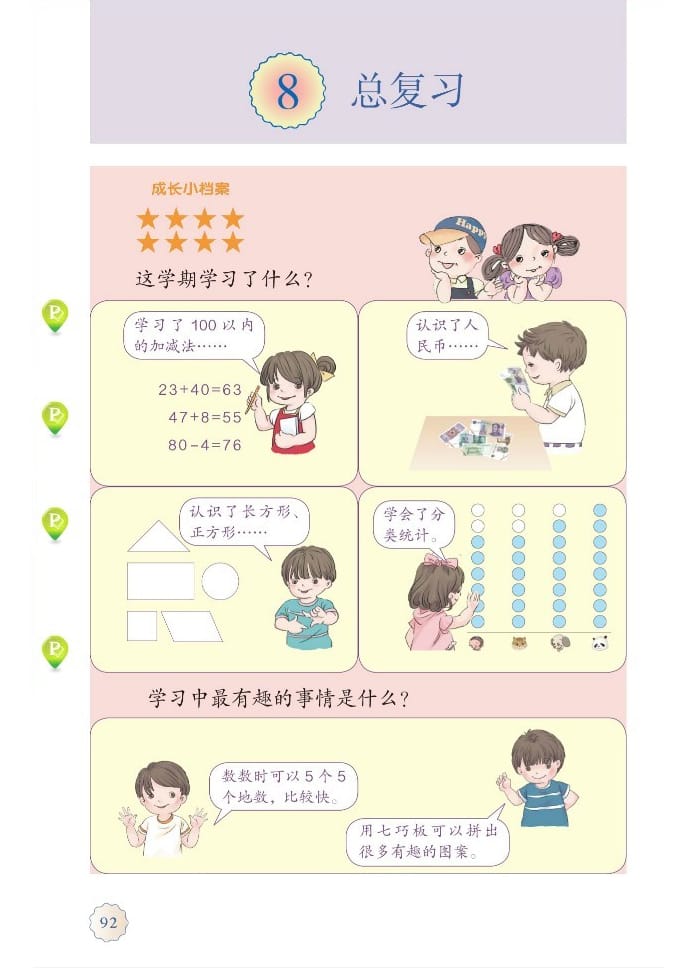 8 总复习
成长小档案
这学期学习了什么?
学习了 100 以内
的加减法……
23+40=63
47+8=55
80-4=76
认识了人
民币……
认识了长方形、
正方形……
学会了分
类统计。
学习中最有趣的事情是什么?
数数时可以 5 个 5
个地数，比较快。
用七巧板可以拼出
很多有趣的图案。
92